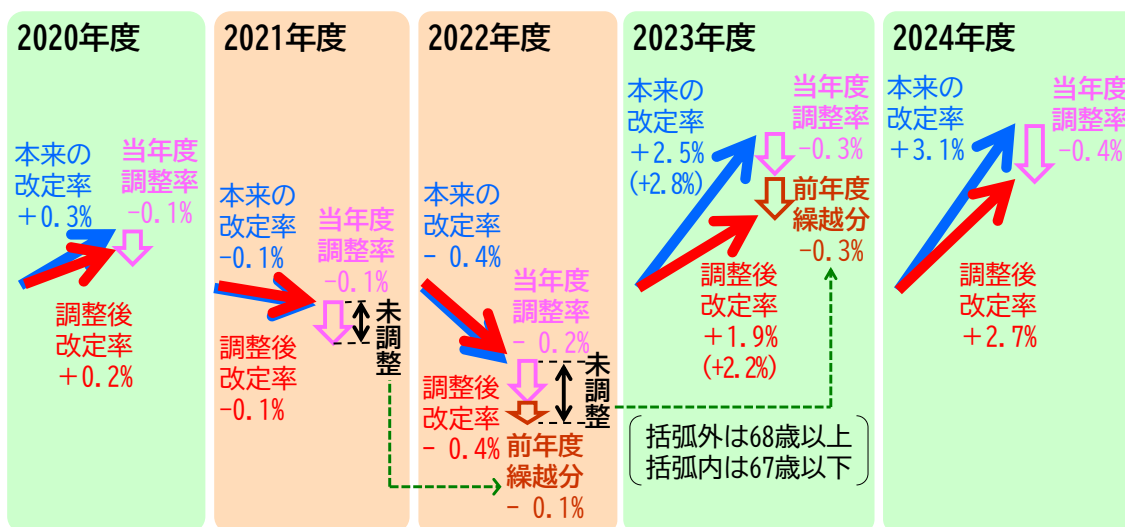 2020年度
本来の
改定率
＋0.3%
当年度
調整率
-0.1%
調整後
改定率
＋0.2%
2021年度
本来の
改定率
-0.1%
当年度
調整率
-0.1%
未調整
調整後
改定率
-0.1%
2022年度
本来の
改定率
- 0.4%
当年度
調整率
- 0.2%
未調整
調整後
改定率
- 0.4%
前年度
繰越分
- 0.1%
2023年度
本来の
改定率
＋2.5%
(+2.8%)
当年度
調整率
-0.3%
前年度
繰越分
-0.3%
調整後
改定率
＋1.9%
(+2.2%)
括弧外は68歳以上
括弧内は67歳以下
2024年度
本来の
改定率
＋3.1%
当年度
調整率
-0.4%
調整後
改定率
＋2.7%